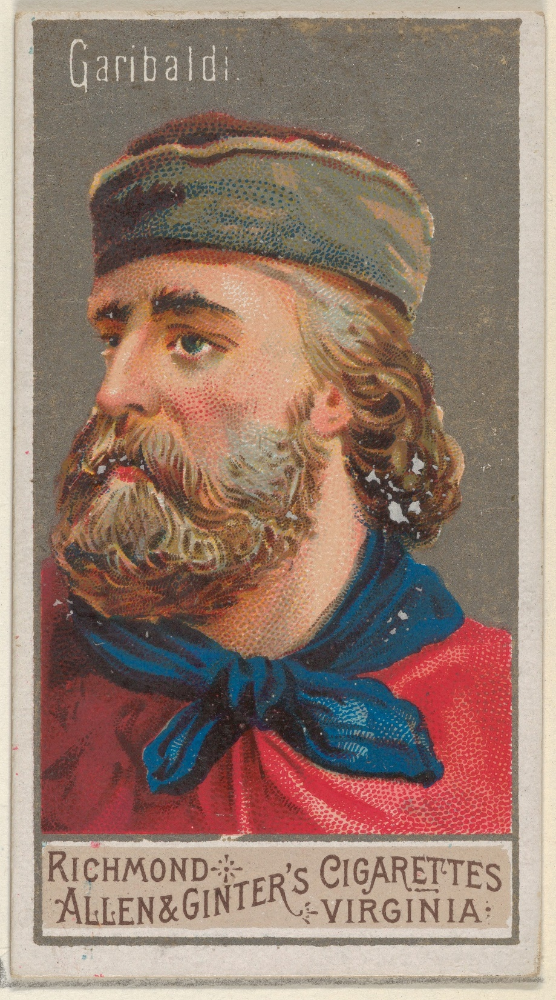 Garibaldi.
RICHMOND CIGARETTES
ALLEN & GINTER'S VIRGINIA